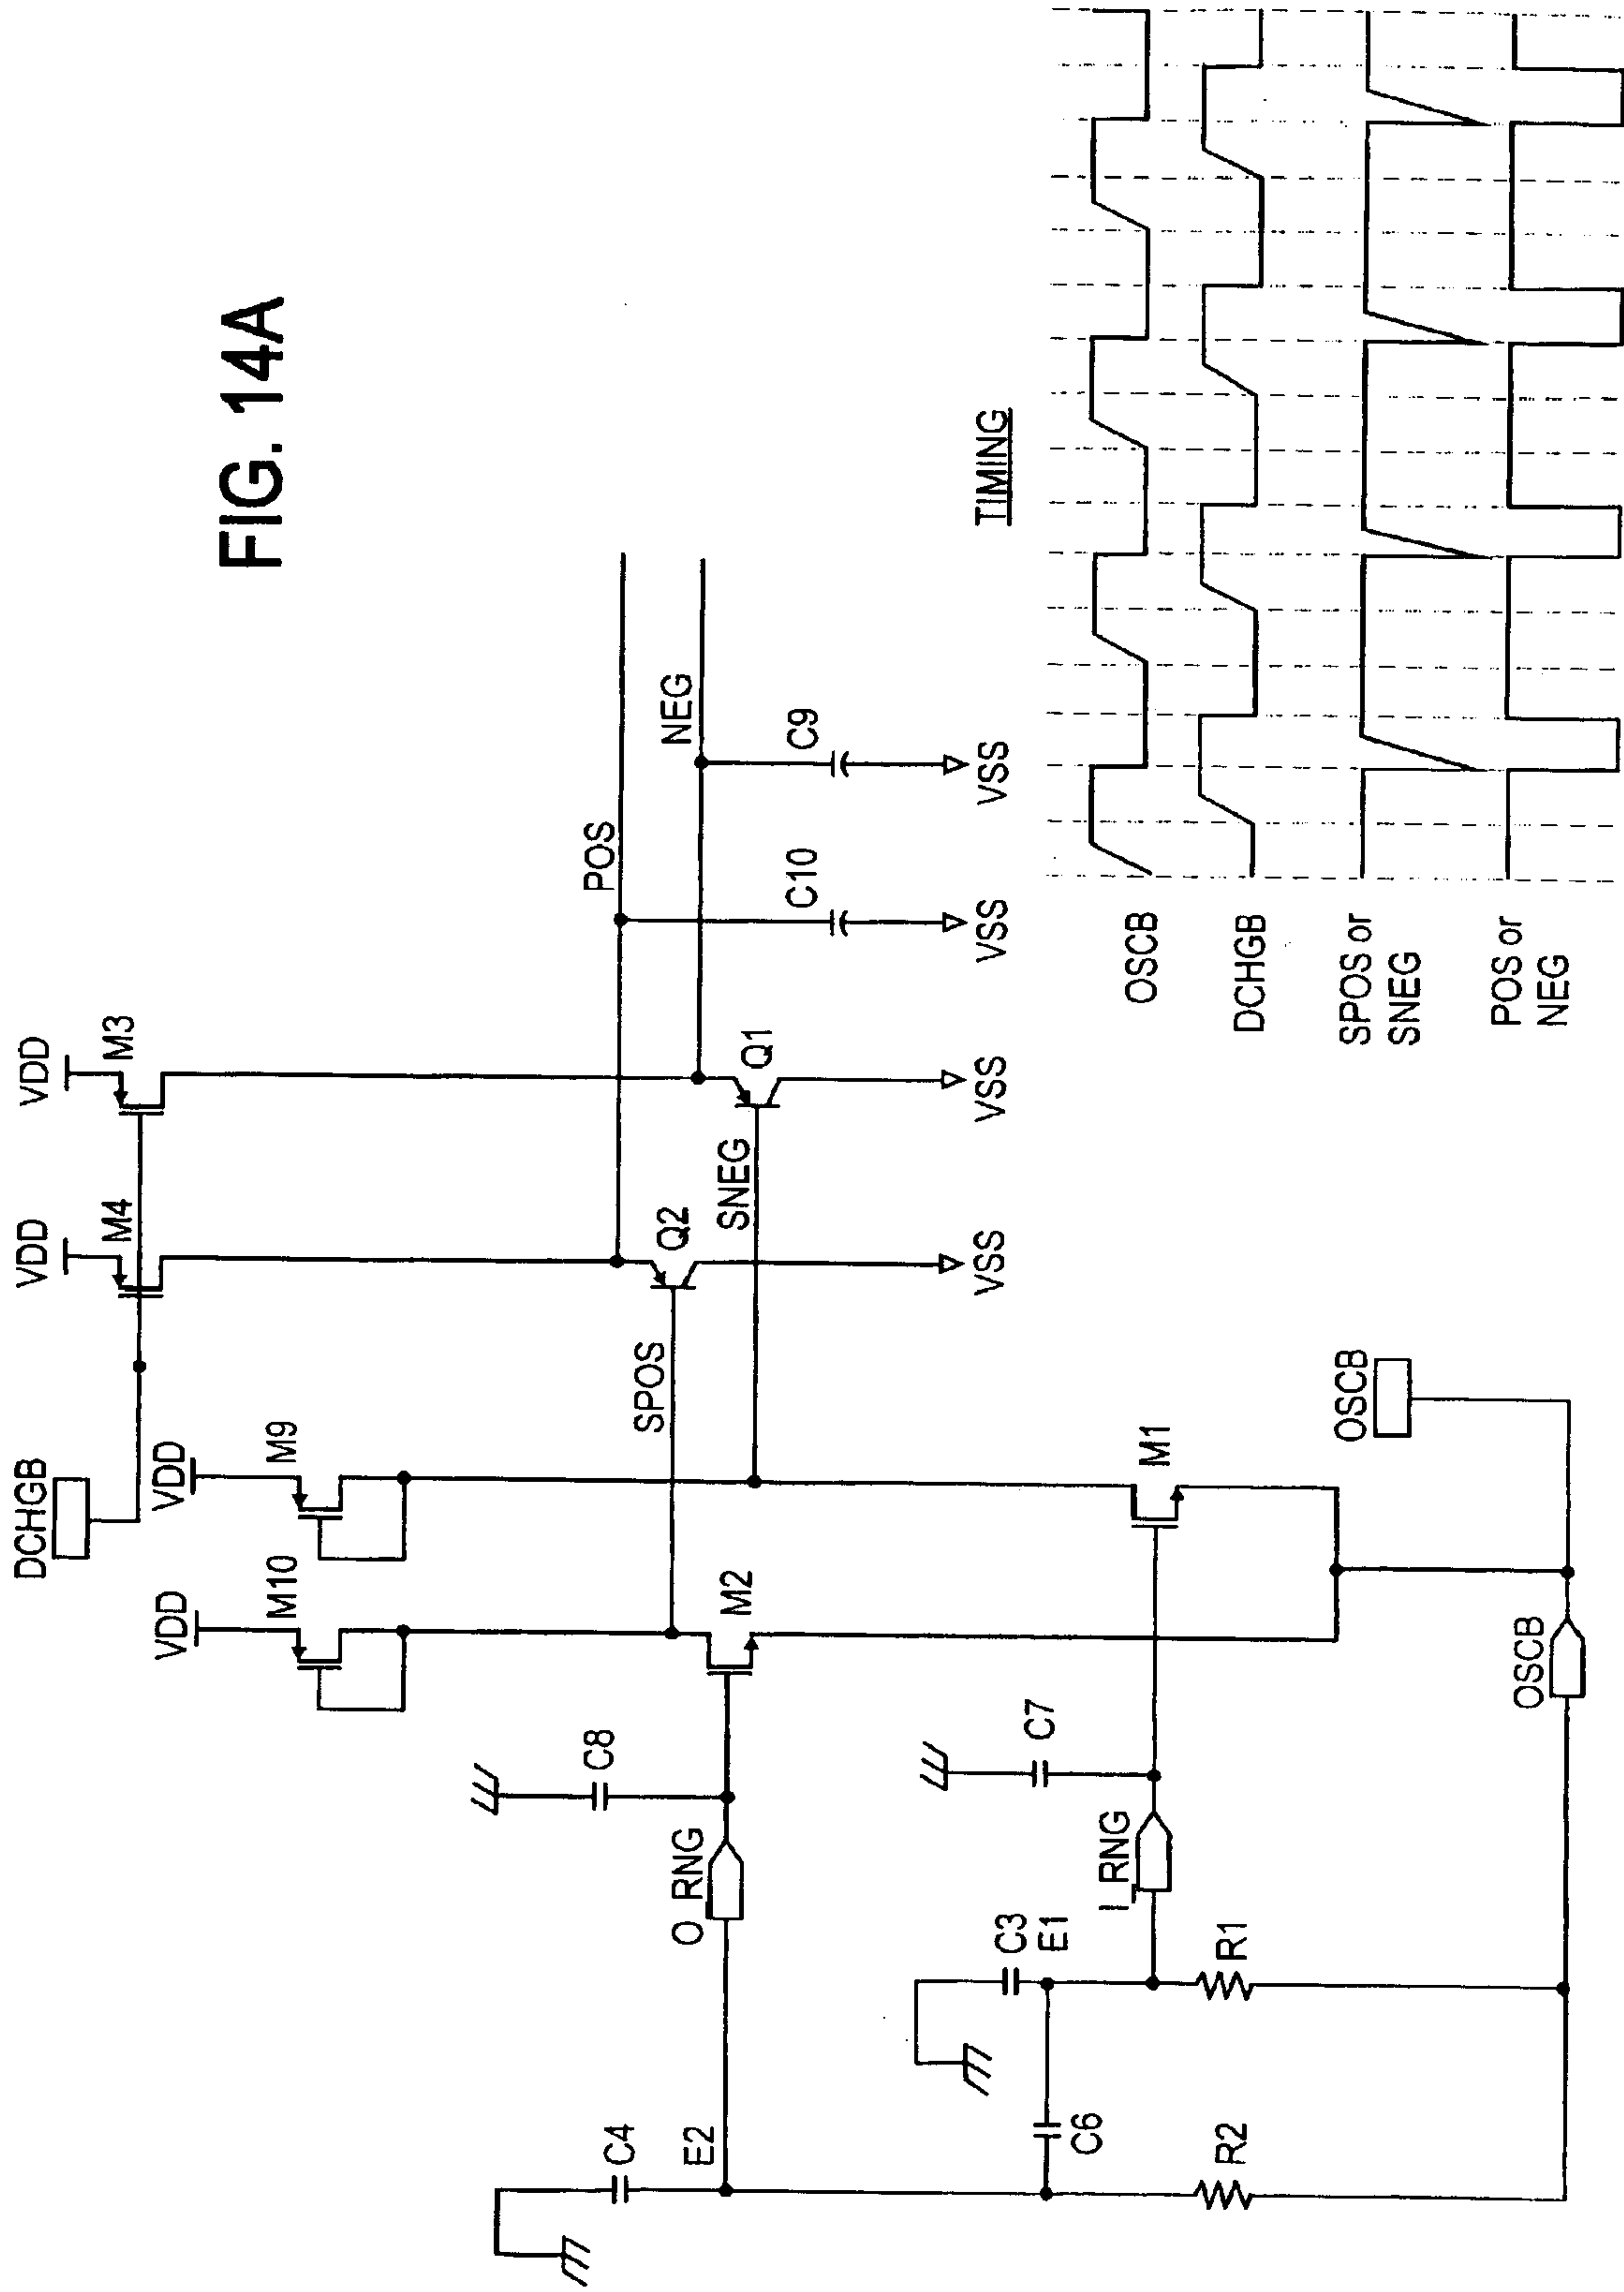 FIG. 14A
DCHGB
VDD
M4
VDD
M3
VDD
M10
VDD
M9
POS
NEG
C10
C9
VSS
VSS
SPOS
Q2
SNEG
Q1
VSS
VSS
C8
O_RNG
M2
C4
E2
C3
E1
C6
I_RNG
C7
M1
R2
R1
OSCB
OSCB
TIMING
OSCB
DCHGB
SPOS or
SNEG
POS or
NEG